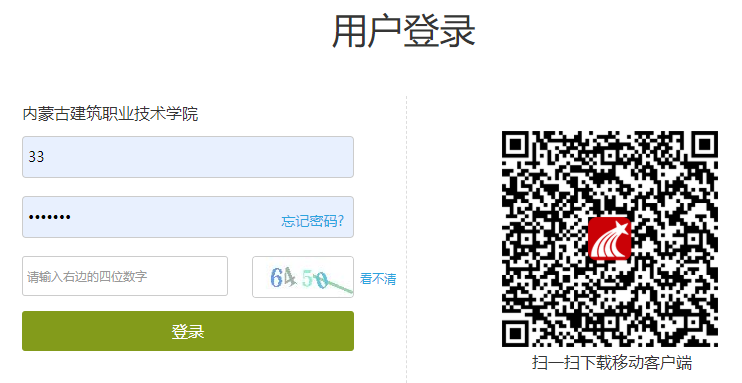 用户登录
内蒙古建筑职业技术学院
33
•••••••
忘记密码?
请输入右边的四位数字
6450
看不清
登录
扫一扫下载移动客户端